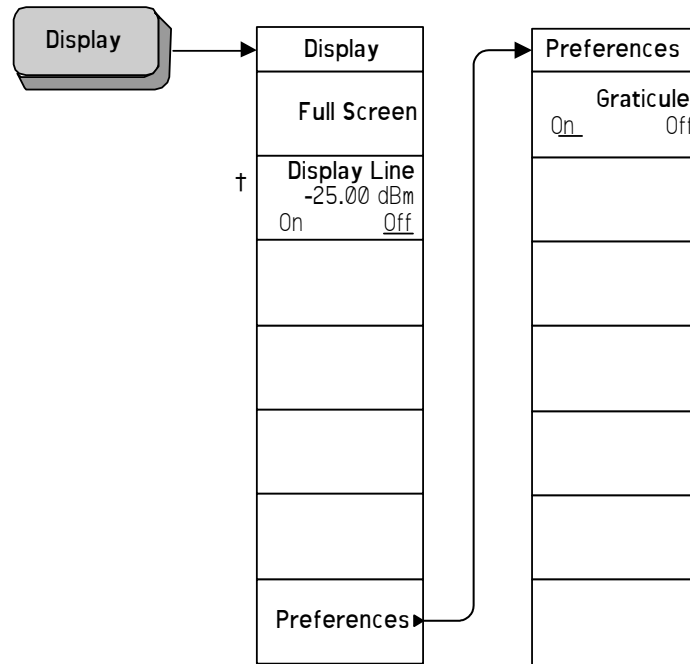 Display
Display
Full Screen
†
Display Line
-25.00 dBm
On Off
Preferences
Preferences
Graticule
On Off